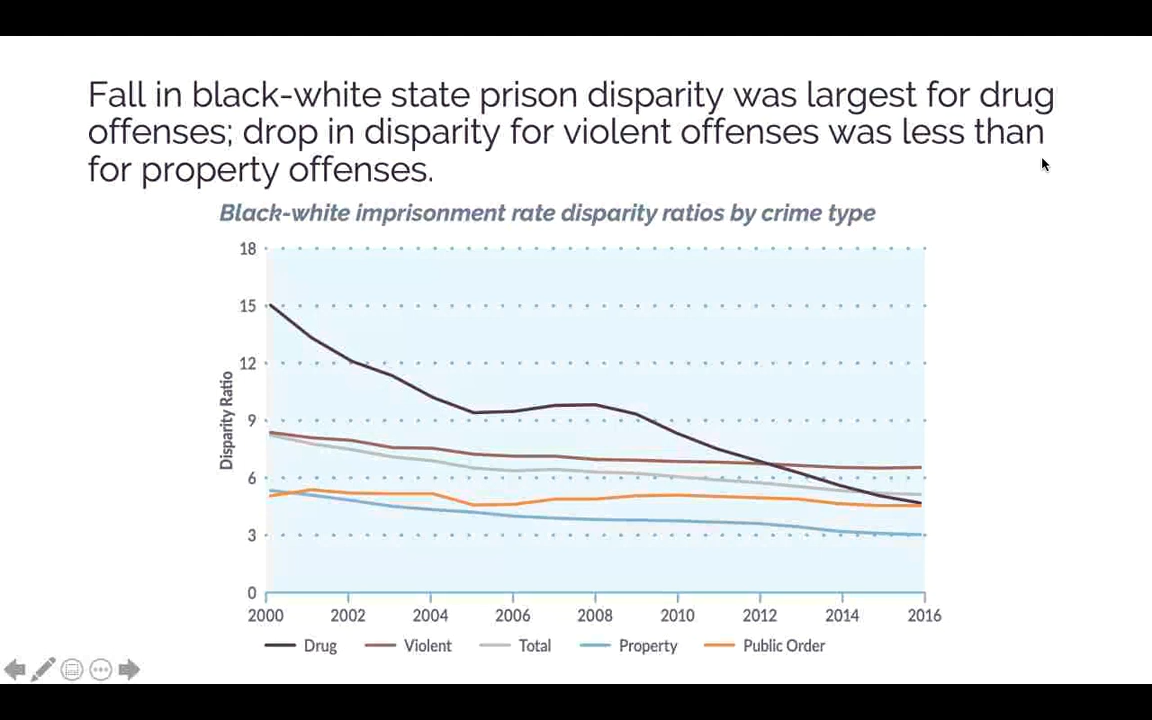 Fall in black-white state prison disparity was largest for drug
offenses; drop in disparity for violent offenses was less than
for property offenses.
Black-white imprisonment rate disparity ratios by crime type
18
15
12
9
6
3
0
Disparity Ratio
2000 2002 2004 2006 2008 2010 2012 2014 2016
Drug Violent Total Property Public Order